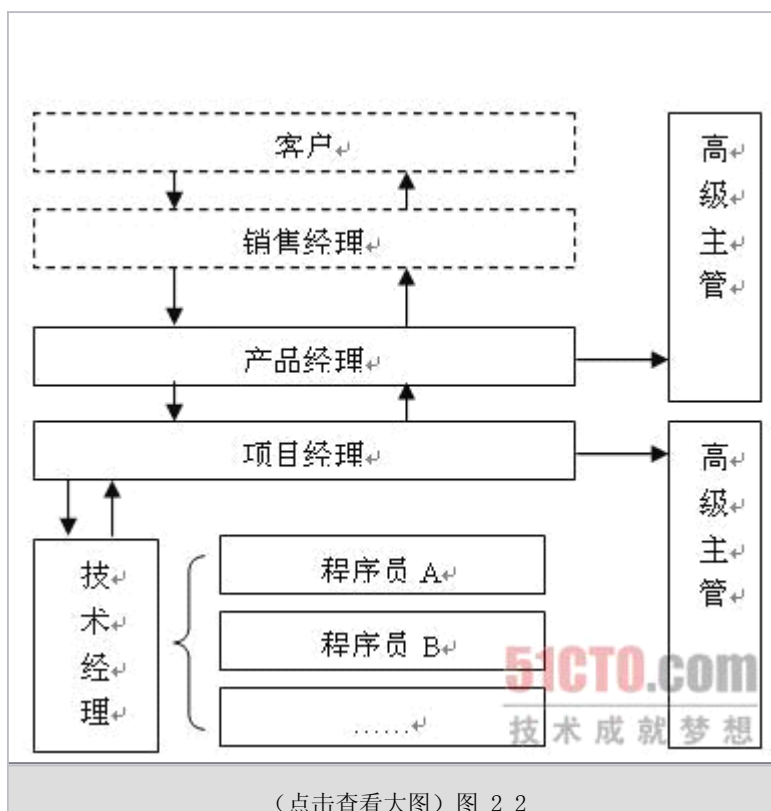 客户
销售经理
产品经理
项目经理
高
级
主
管
高
级
主
管
技
术
经
理
程序员 A
程序员 B
......
51CTO.com
技术成就梦想
（点击查看大图）图 2 2